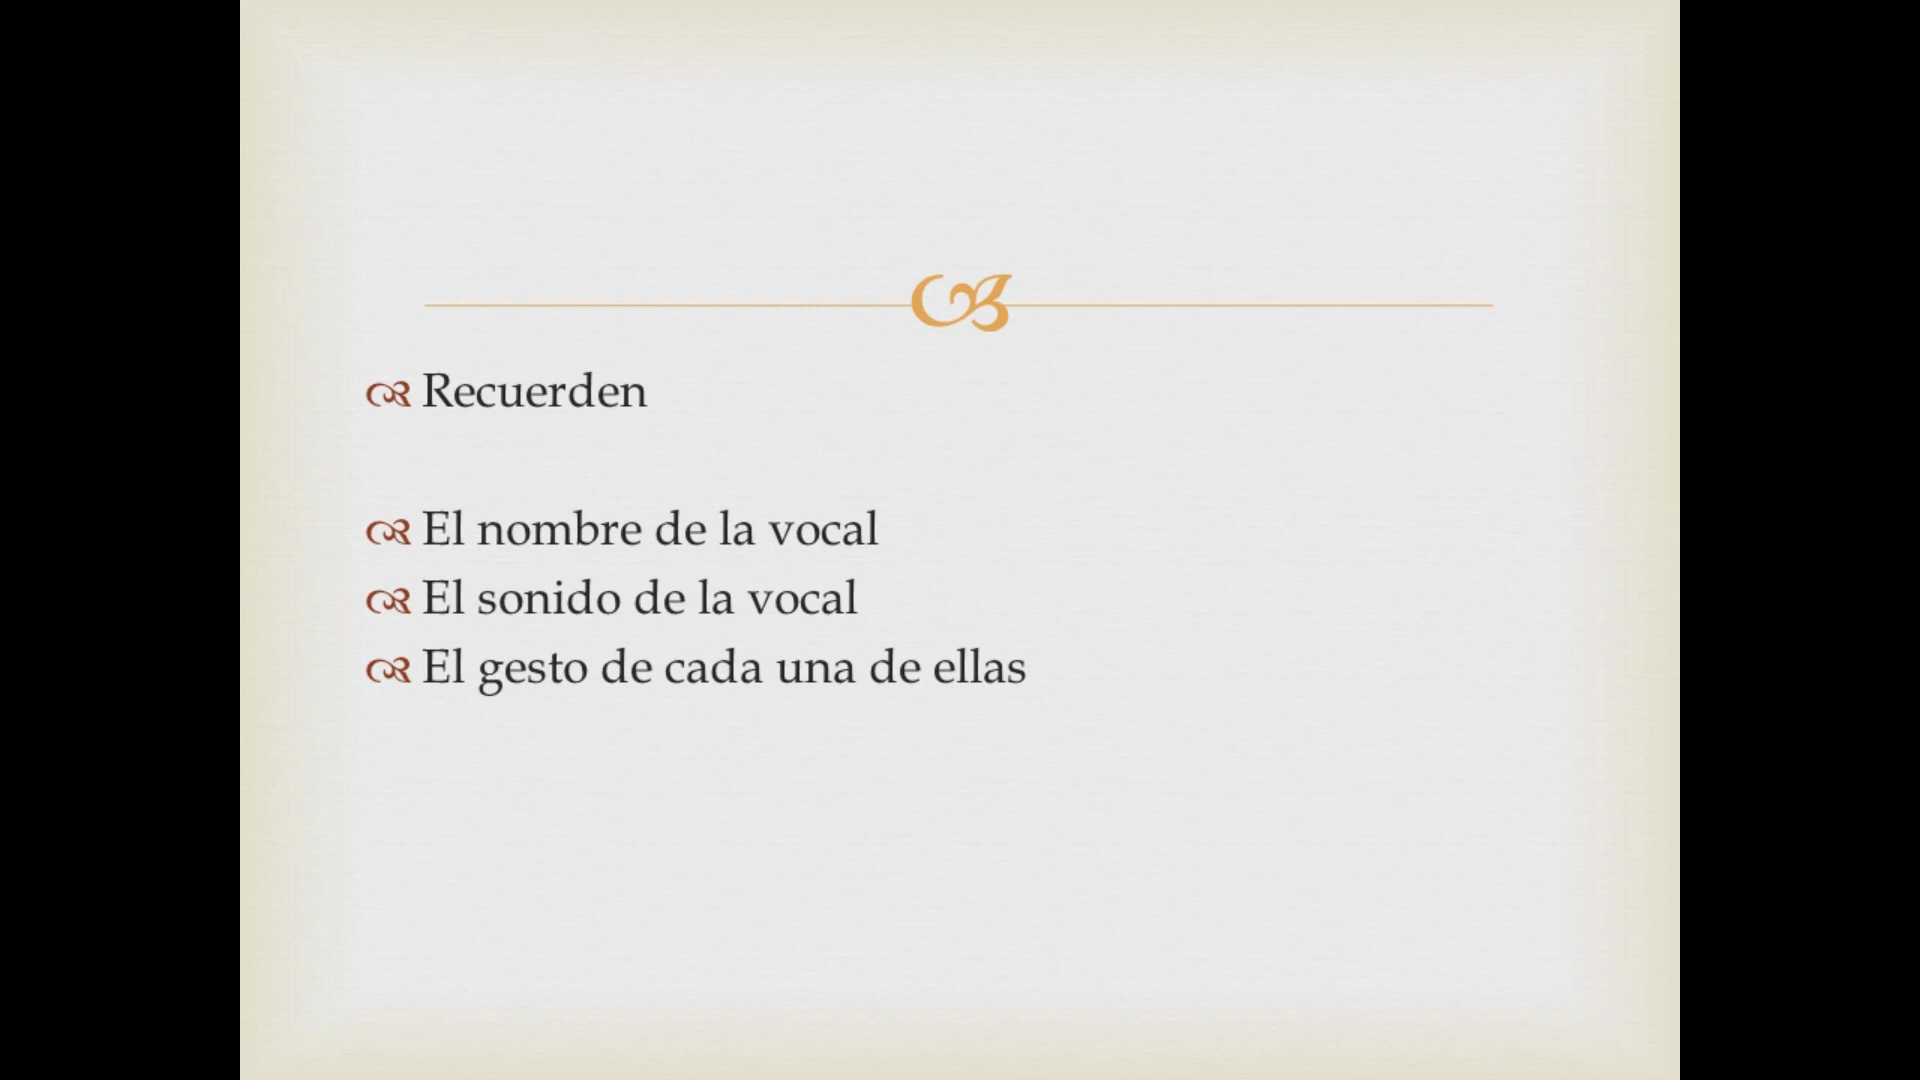 Recuerden
El nombre de la vocal
El sonido de la vocal
El gesto de cada una de ellas